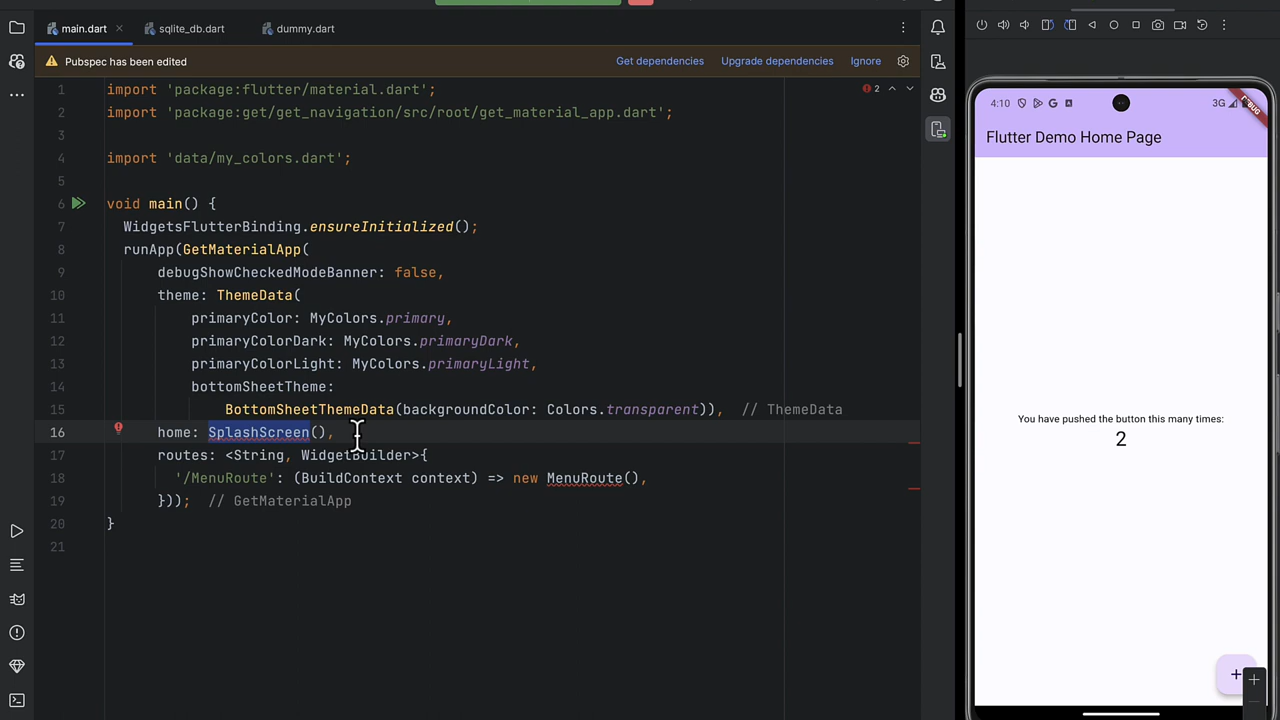 main.dart
sqlite_db.dart
dummy.dart
Pubspec has been edited
Get dependencies
Upgrade dependencies
Ignore
2
1 import 'package:flutter/material.dart';
2 import 'package:get/get_navigation/src/root/get_material_app.dart';
3
4 import 'data/my_colors.dart';
5
6 void main() {
7 WidgetsFlutterBinding.ensureInitialized();
8 runApp(GetMaterialApp(
9 debugShowCheckedModeBanner: false,
10 theme: ThemeData(
11 primaryColor: MyColors.primary,
12 primaryColorDark: MyColors.primaryDark,
13 primaryColorLight: MyColors.primaryLight,
14 bottomSheetTheme:
15 BottomSheetThemeData(backgroundColor: Colors.transparent)), // ThemeData
16 home: SplashScreen(),
17 routes: <String, WidgetBuilder>{
18 '/MenuRoute': (BuildContext context) => new MenuRoute(),
19 })); // GetMaterialApp
20 }
21
4:10
3G
DEBUG
Flutter Demo Home Page
You have pushed the button this many times:
2